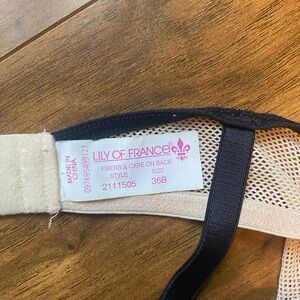 LILY OF FRANCE
FIBERS & CARE ON BACK
STYLE SIZE
2111505 36B
MADE IN
CHINA